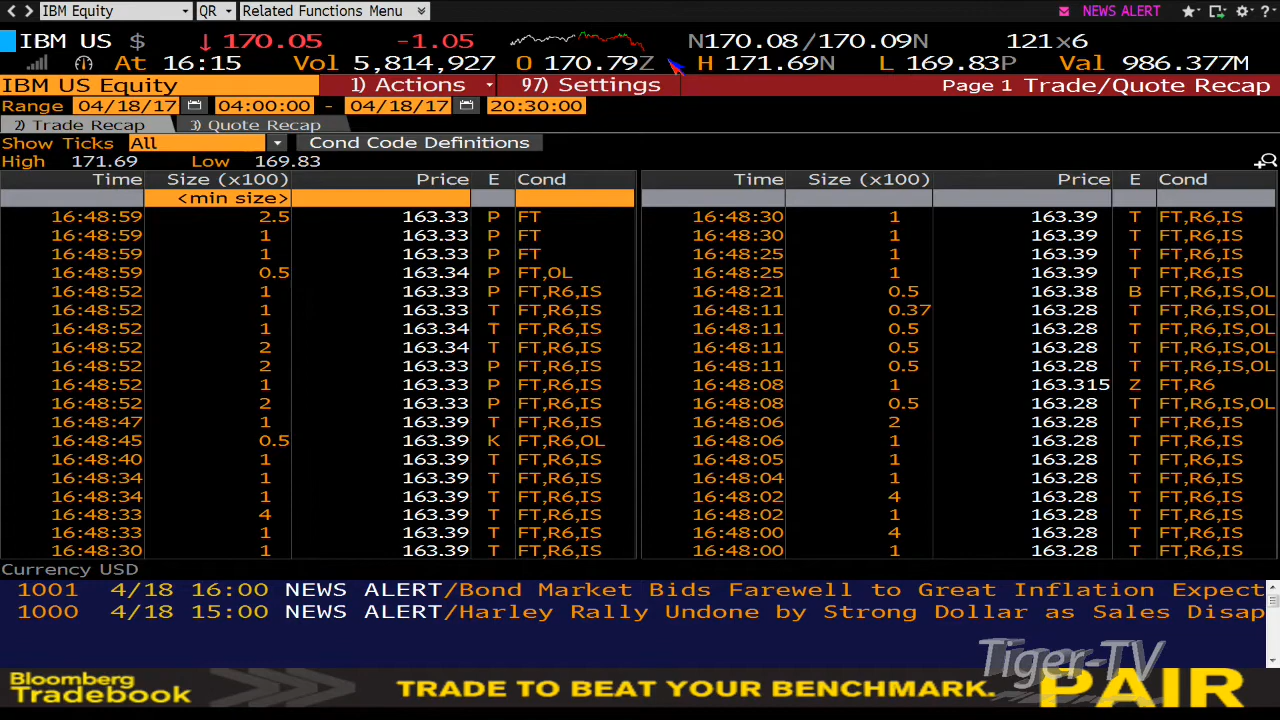 IBM Equity QR Related Functions Menu NEWS ALERT
IBM US $ ↓ 170.05 -1.05 N170.08/170.09N 121x6
At 16:15 Vol 5,814,927 O 170.79Z H 171.69N L 169.83P Val 986.377M
IBM US Equity 1) Actions 97) Settings Page 1 Trade/Quote Recap
Range 04/18/17 04:00:00 - 04/18/17 20:30:00
2) Trade Recap 3) Quote Recap
Show Ticks All Cond Code Definitions
High 171.69 Low 169.83
Time Size (x100) Price E Cond Time Size (x100) Price E Cond
<min size>
16:48:59 2.5 163.33 P FT 16:48:30 1 163.39 T FT,R6,IS
16:48:59 1 163.33 P FT 16:48:30 1 163.39 T FT,R6,IS
16:48:59 1 163.33 P FT 16:48:25 1 163.39 T FT,R6,IS
16:48:59 0.5 163.34 P FT,OL 16:48:25 1 163.39 T FT,R6,IS
16:48:52 1 163.33 P FT,R6,IS 16:48:21 0.5 163.38 B FT,R6,IS,OL
16:48:52 1 163.33 T FT,R6,IS 16:48:11 0.37 163.28 T FT,R6,IS,OL
16:48:52 1 163.34 T FT,R6,IS 16:48:11 0.5 163.28 T FT,R6,IS,OL
16:48:52 2 163.34 T FT,R6,IS 16:48:11 0.5 163.28 T FT,R6,IS,OL
16:48:52 2 163.33 P FT,R6,IS 16:48:11 0.5 163.28 T FT,R6,IS,OL
16:48:52 1 163.33 P FT,R6,IS 16:48:08 1 163.315 Z FT,R6
16:48:52 2 163.33 P FT,R6,IS 16:48:08 0.5 163.28 T FT,R6,IS,OL
16:48:47 1 163.39 T FT,R6,IS 16:48:06 2 163.28 T FT,R6,IS
16:48:45 0.5 163.39 K FT,R6,OL 16:48:06 1 163.28 T FT,R6,IS
16:48:40 1 163.39 T FT,R6,IS 16:48:05 1 163.28 T FT,R6,IS
16:48:34 1 163.39 T FT,R6,IS 16:48:04 1 163.28 T FT,R6,IS
16:48:34 1 163.39 T FT,R6,IS 16:48:02 4 163.28 T FT,R6,IS
16:48:33 4 163.39 T FT,R6,IS 16:48:02 1 163.28 T FT,R6,IS
16:48:33 1 163.39 T FT,R6,IS 16:48:00 4 163.28 T FT,R6,IS
16:48:30 1 163.39 T FT,R6,IS 16:48:00 1 163.28 T FT,R6,IS
Currency USD
1001 4/18 16:00 NEWS ALERT/Bond Market Bids Farewell to Great Inflation Expect
1000 4/18 15:00 NEWS ALERT/Harley Rally Undone by Strong Dollar as Sales Disap
Tiger-TV
Bloomberg
Tradebook
TRADE TO BEAT YOUR BENCHMARK. PAIR